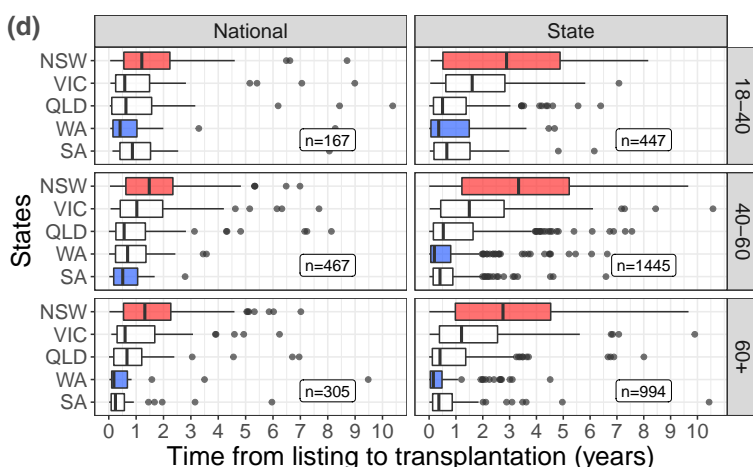 (d)
National State
NSW
VIC
QLD
WA
SA
n=167
n=447
18–40
NSW
VIC
QLD
WA
SA
n=467
n=1445
40–60
NSW
VIC
QLD
WA
SA
n=305
n=994
60+
States
0 1 2 3 4 5 6 7 8 9 10 0 1 2 3 4 5 6 7 8 9 10
Time from listing to transplantation (years)